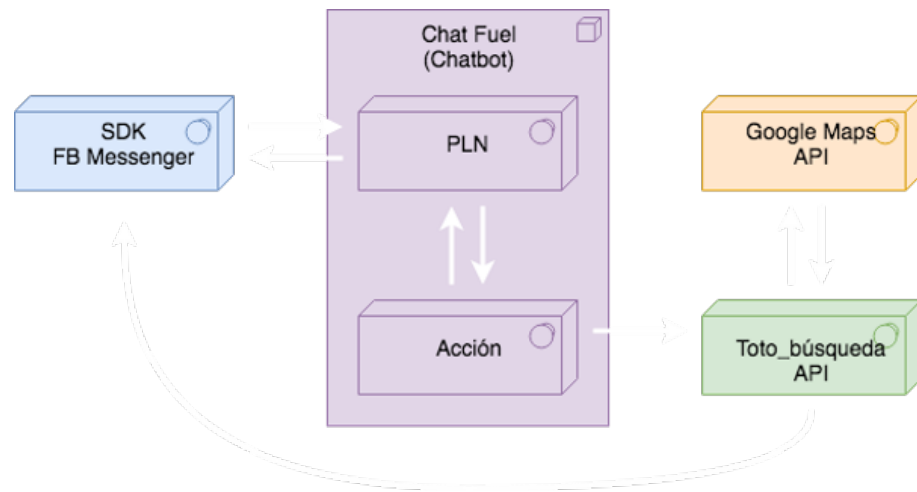 Chat Fuel
(Chatbot)
SDK
FB Messenger
PLN
Google Maps
API
Acción
Toto_búsqueda
API